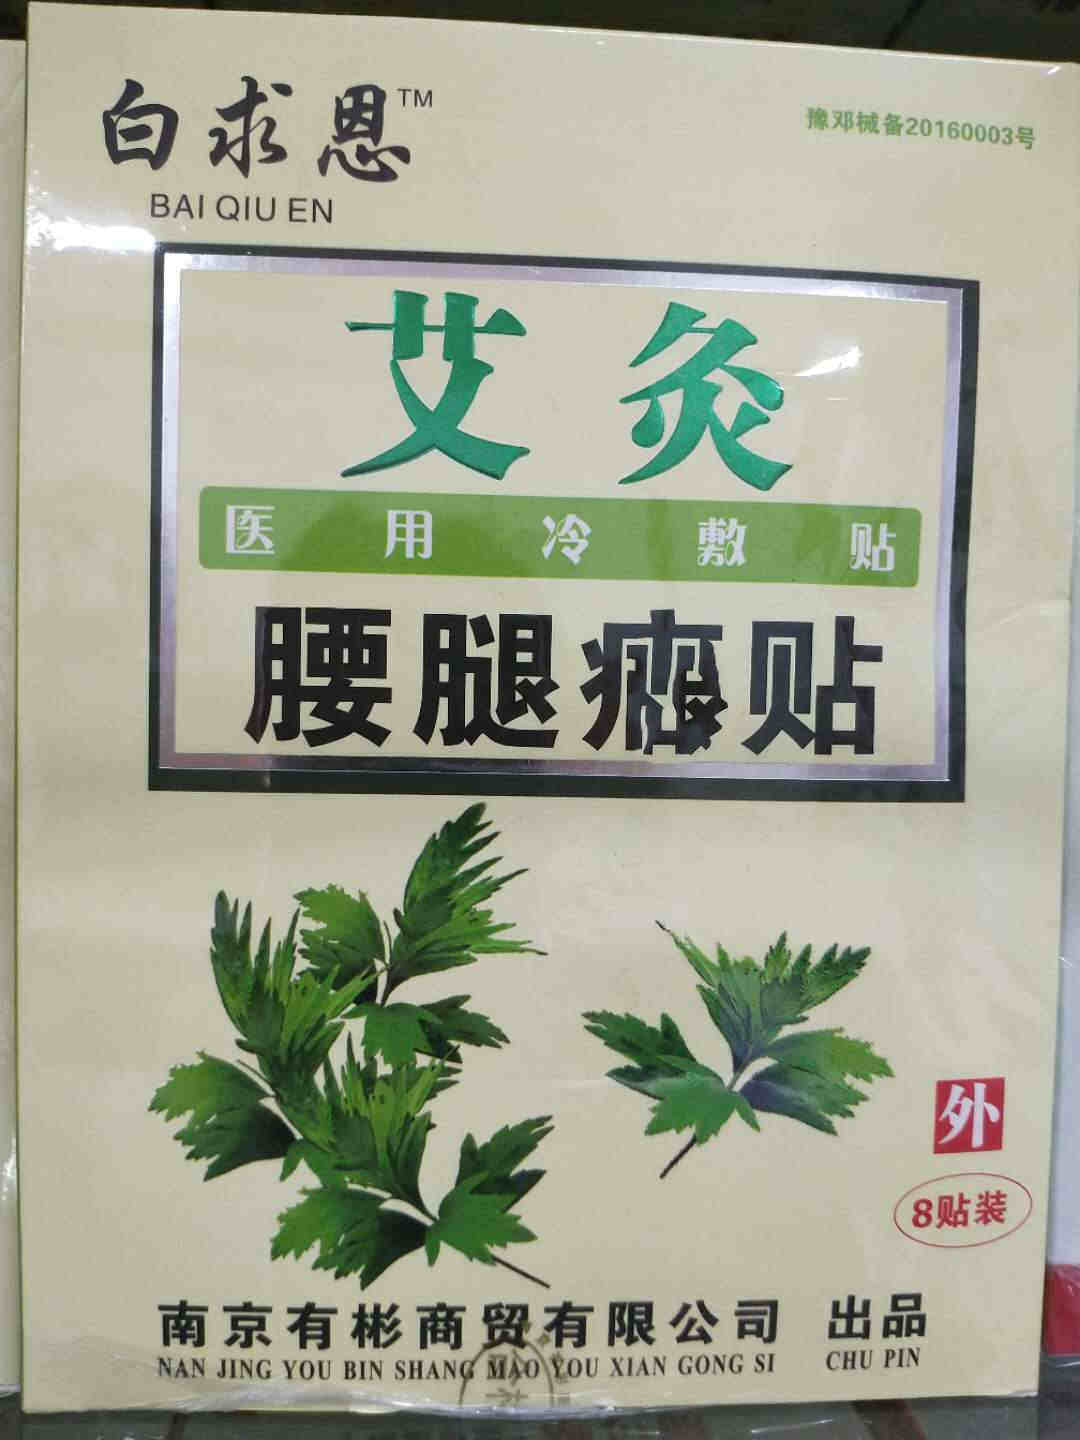 白求恩™
BAI QIU EN
豫邓械备20160003号
艾灸
医用冷敷贴
腰腿贴
外
8贴装
南京有彬商贸有限公司 出品
NAN JING YOU BIN SHANG MAO YOU XIAN GONG SI CHU PIN